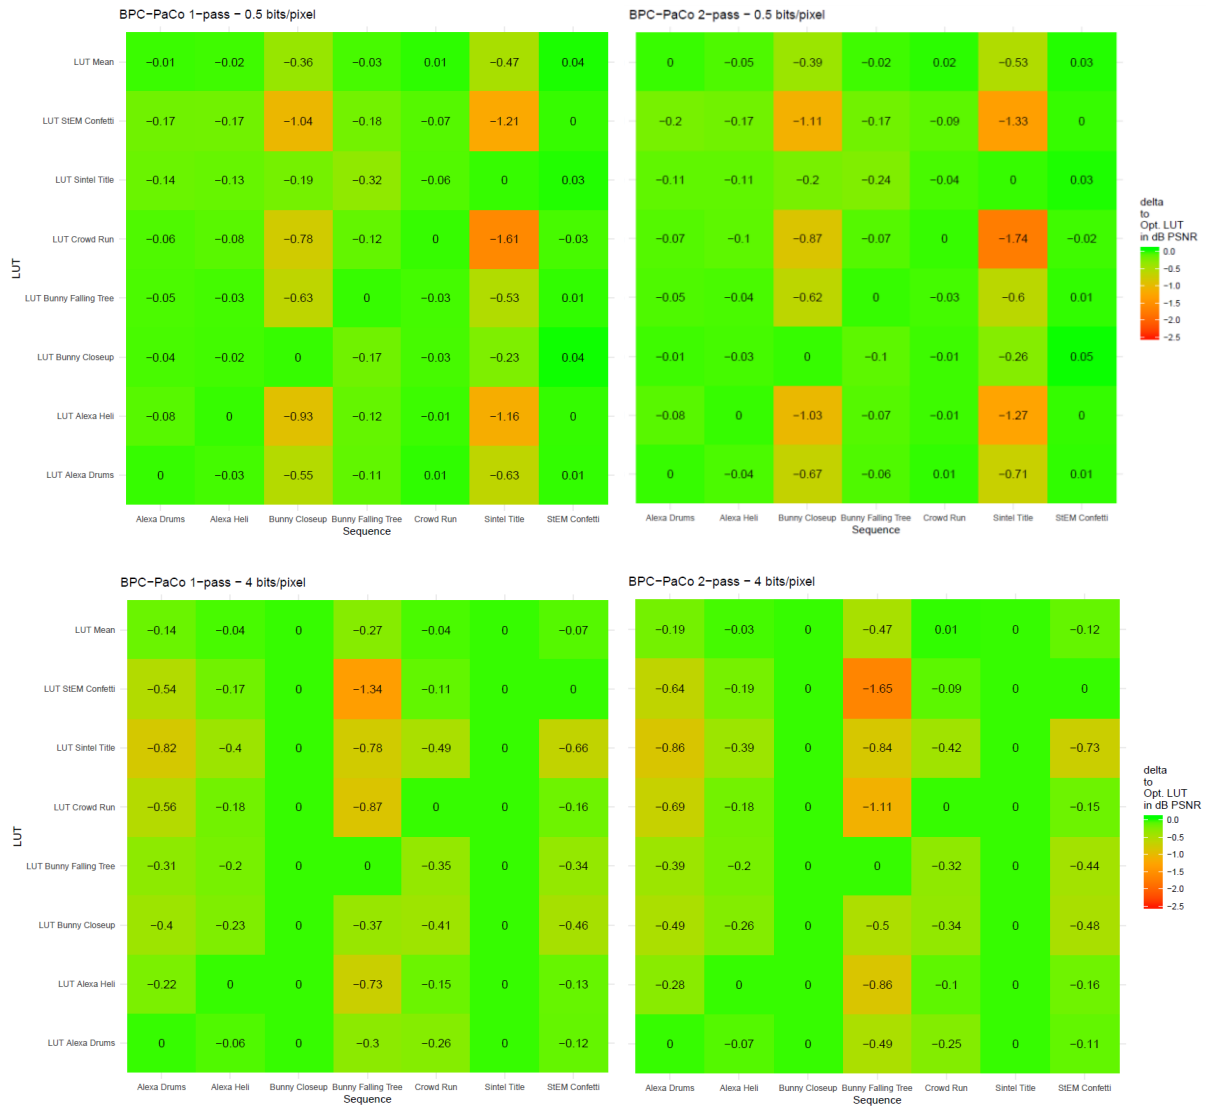 BPC−PaCo 1−pass − 0.5 bits/pixel
LUT
LUT Mean −0.01 −0.02 −0.36 −0.03 0.01 −0.47 0.04
LUT StEM Confetti −0.17 −0.17 −1.04 −0.18 −0.07 −1.21 0
LUT Sintel Title −0.14 −0.13 −0.19 −0.32 −0.06 0 0.03
LUT Crowd Run −0.06 −0.08 −0.78 −0.12 0 −1.61 −0.03
LUT Bunny Falling Tree −0.05 −0.03 −0.63 0 −0.03 −0.53 0.01
LUT Bunny Closeup −0.04 −0.02 0 −0.17 −0.03 −0.23 0.04
LUT Alexa Heli −0.08 0 −0.93 −0.12 −0.01 −1.16 0
LUT Alexa Drums 0 −0.03 −0.55 −0.11 0.01 −0.63 0.01
Alexa Drums Alexa Heli Bunny Closeup Bunny Falling Tree Crowd Run Sintel Title StEM Confetti
Sequence
BPC−PaCo 2−pass − 0.5 bits/pixel
0 −0.05 −0.39 −0.02 0.02 −0.53 0.03
−0.2 −0.17 −1.11 −0.17 −0.09 −1.33 0
−0.11 −0.11 −0.2 −0.24 −0.04 0 0.03
−0.07 −0.1 −0.87 −0.07 0 −1.74 −0.02
−0.05 −0.04 −0.62 0 −0.03 −0.6 0.01
−0.01 −0.03 0 −0.1 −0.01 −0.26 0.05
−0.08 0 −1.03 −0.07 −0.01 −1.27 0
0 −0.04 −0.67 −0.06 0.01 −0.71 0.01
Alexa Drums Alexa Heli Bunny Closeup Bunny Falling Tree Crowd Run Sintel Title StEM Confetti
Sequence
delta
to
Opt. LUT
in dB PSNR
0.0
−0.5
−1.0
−1.5
−2.0
−2.5
BPC−PaCo 1−pass − 4 bits/pixel
LUT
LUT Mean −0.14 −0.04 0 −0.27 −0.04 0 −0.07
LUT StEM Confetti −0.54 −0.17 0 −1.34 −0.11 0 0
LUT Sintel Title −0.82 −0.4 0 −0.78 −0.49 0 −0.66
LUT Crowd Run −0.56 −0.18 0 −0.87 0 0 −0.16
LUT Bunny Falling Tree −0.31 −0.2 0 0 −0.35 0 −0.34
LUT Bunny Closeup −0.4 −0.23 0 −0.37 −0.41 0 −0.46
LUT Alexa Heli −0.22 0 0 −0.73 −0.15 0 −0.13
LUT Alexa Drums 0 −0.06 0 −0.3 −0.26 0 −0.12
Alexa Drums Alexa Heli Bunny Closeup Bunny Falling Tree Crowd Run Sintel Title StEM Confetti
Sequence
BPC−PaCo 2−pass − 4 bits/pixel
−0.19 −0.03 0 −0.47 0.01 0 −0.12
−0.64 −0.19 0 −1.65 −0.09 0 0
−0.86 −0.39 0 −0.84 −0.42 0 −0.73
−0.69 −0.18 0 −1.11 0 0 −0.15
−0.39 −0.2 0 0 −0.32 0 −0.44
−0.49 −0.26 0 −0.5 −0.34 0 −0.48
−0.28 0 0 −0.86 −0.1 0 −0.16
0 −0.07 0 −0.49 −0.25 0 −0.11
Alexa Drums Alexa Heli Bunny Closeup Bunny Falling Tree Crowd Run Sintel Title StEM Confetti
Sequence
delta
to
Opt. LUT
in dB PSNR
0.0
−0.5
−1.0
−1.5
−2.0
−2.5